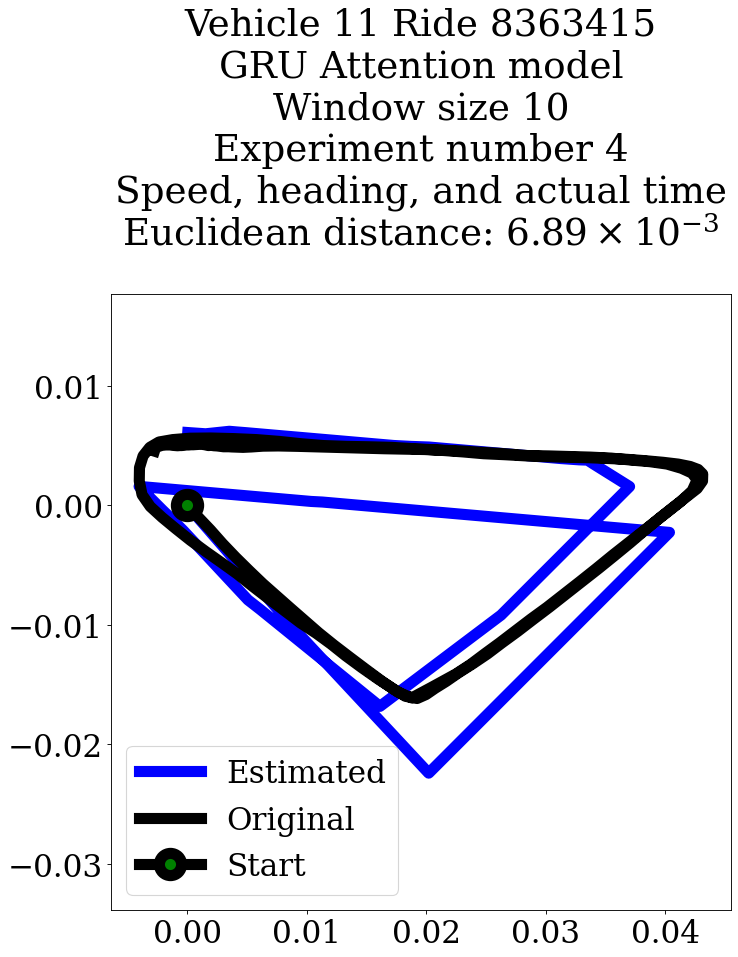 Vehicle 11 Ride 8363415
GRU Attention model
Window size 10
Experiment number 4
Speed, heading, and actual time
Euclidean distance: 6.89 × 10⁻³
0.01
0.00
−0.01
−0.02
−0.03
Estimated
Original
Start
0.00 0.01 0.02 0.03 0.04